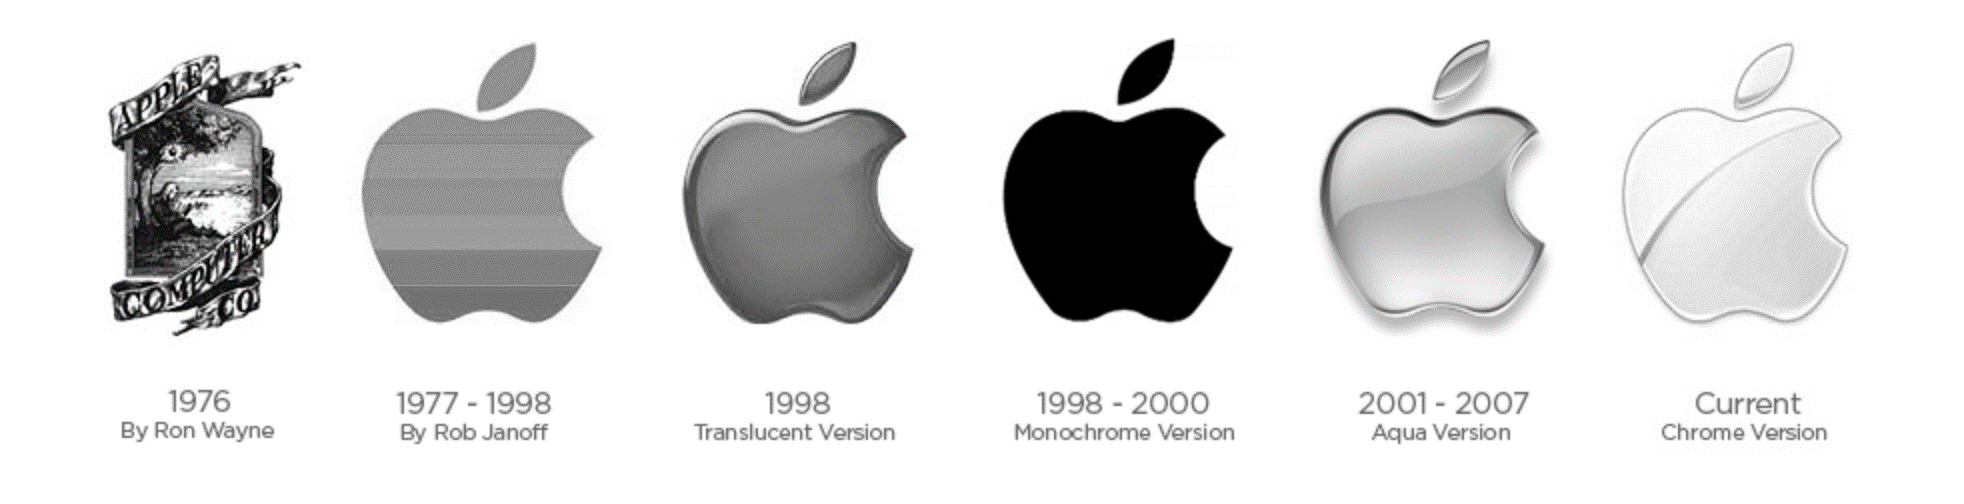 APPLE
COMPUTER
CO
1976
By Ron Wayne
1977 - 1998
By Rob Janoff
1998
Translucent Version
1998 - 2000
Monochrome Version
2001 - 2007
Aqua Version
Current
Chrome Version